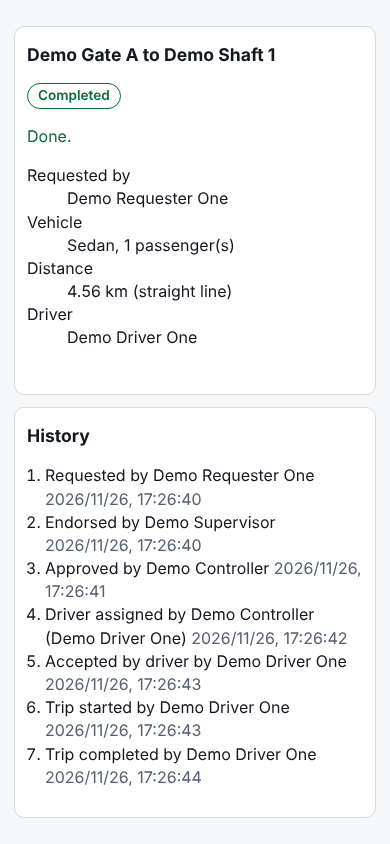 Demo Gate A to Demo Shaft 1
Completed
Done.
Requested by
Demo Requester One
Vehicle
Sedan, 1 passenger(s)
Distance
4.56 km (straight line)
Driver
Demo Driver One
History
1. Requested by Demo Requester One
2026/11/26, 17:26:40
2. Endorsed by Demo Supervisor
2026/11/26, 17:26:40
3. Approved by Demo Controller 2026/11/26,
17:26:41
4. Driver assigned by Demo Controller
(Demo Driver One) 2026/11/26, 17:26:42
5. Accepted by driver by Demo Driver One
2026/11/26, 17:26:43
6. Trip started by Demo Driver One
2026/11/26, 17:26:43
7. Trip completed by Demo Driver One
2026/11/26, 17:26:44